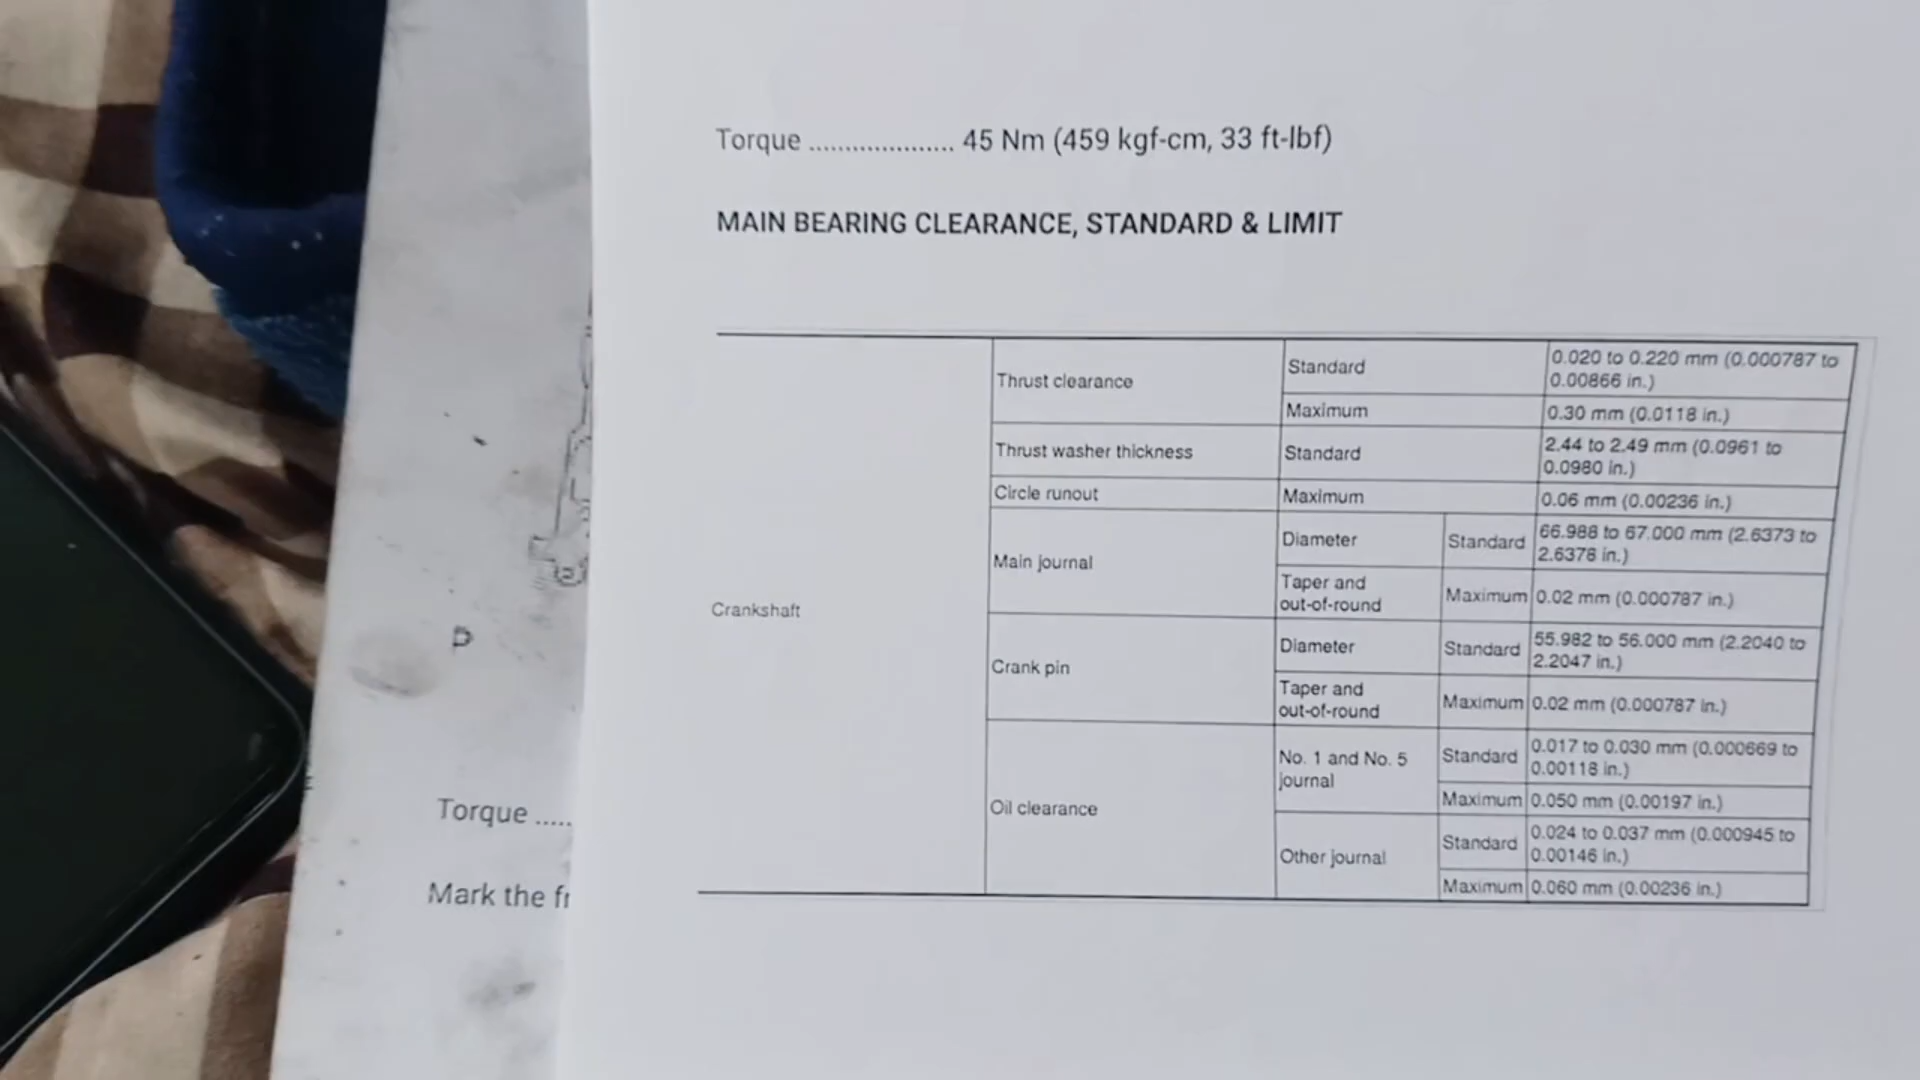 Torque .................... 45 Nm (459 kgf-cm, 33 ft-lbf)
MAIN BEARING CLEARANCE, STANDARD & LIMIT
Crankshaft
Thrust clearance
Standard
0.020 to 0.220 mm (0.000787 to
0.00866 in.)
Maximum
0.30 mm (0.0118 in.)
Thrust washer thickness
Standard
2.44 to 2.49 mm (0.0961 to
0.0980 in.)
Circle runout
Maximum
0.06 mm (0.00236 in.)
Main journal
Diameter
Standard
66.988 to 67.000 mm (2.6373 to
2.6378 in.)
Taper and
out-of-round
Maximum
0.02 mm (0.000787 in.)
Crank pin
Diameter
Standard
55.982 to 56.000 mm (2.2040 to
2.2047 in.)
Taper and
out-of-round
Maximum
0.02 mm (0.000787 in.)
Oil clearance
No. 1 and No. 5
journal
Standard
0.017 to 0.030 mm (0.000669 to
0.00118 in.)
Maximum
0.050 mm (0.00197 in.)
Other journal
Standard
0.024 to 0.037 mm (0.000945 to
0.00146 in.)
Maximum
0.060 mm (0.00236 in.)
Torque .....
Mark the